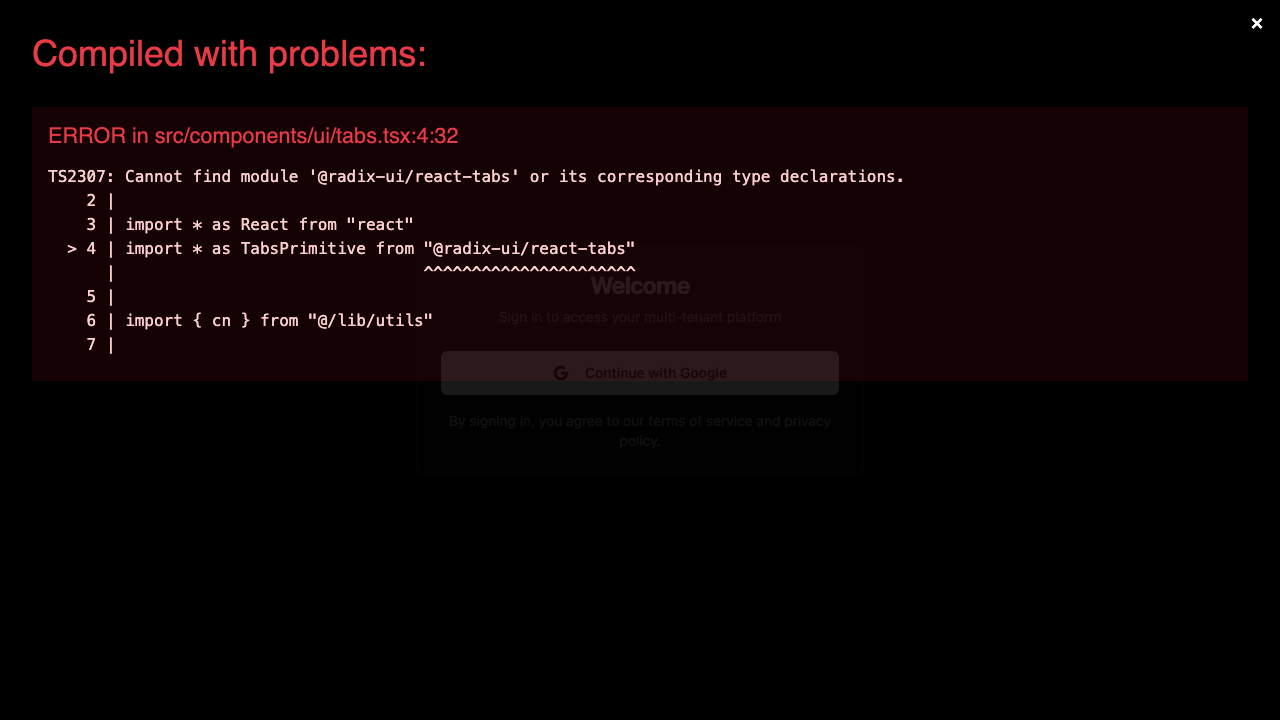 ×
Compiled with problems:
ERROR in src/components/ui/tabs.tsx:4:32
TS2307: Cannot find module '@radix-ui/react-tabs' or its corresponding type declarations.
    2 |
    3 | import * as React from "react"
  > 4 | import * as TabsPrimitive from "@radix-ui/react-tabs"
      |                                ^^^^^^^^^^^^^^^^^^^^^^
    5 |
    6 | import { cn } from "@/lib/utils"
    7 |
Welcome
Sign in to access your multi-tenant platform
G Continue with Google
By signing in, you agree to our terms of service and privacy
policy.